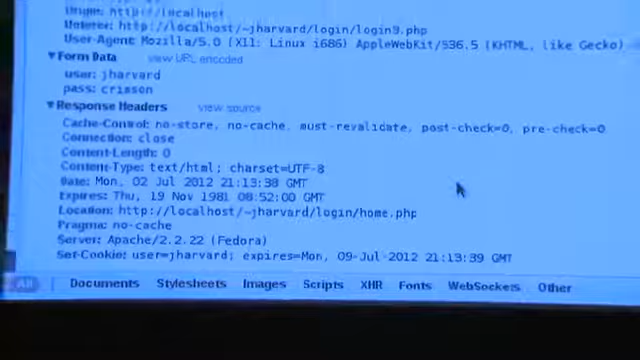 Origin: http://localhost
Referer: http://localhost/~jharvard/login/login9.php
User-Agent: Mozilla/5.0 (X11; Linux i686) AppleWebKit/536.5 (KHTML, like Gecko)
▼Form Data view URL encoded
user: jharvard
pass: crimson
▼Response Headers view source
Cache-Control: no-store, no-cache, must-revalidate, post-check=0, pre-check=0
Connection: close
Content-Length: 0
Content-Type: text/html; charset=UTF-8
Date: Mon, 02 Jul 2012 21:13:38 GMT
Expires: Thu, 19 Nov 1981 08:52:00 GMT
Location: http://localhost/~jharvard/login/home.php
Pragma: no-cache
Server: Apache/2.2.22 (Fedora)
Set-Cookie: user=jharvard; expires=Mon, 09-Jul-2012 21:13:39 GMT
All Documents Stylesheets Images Scripts XHR Fonts WebSockets Other